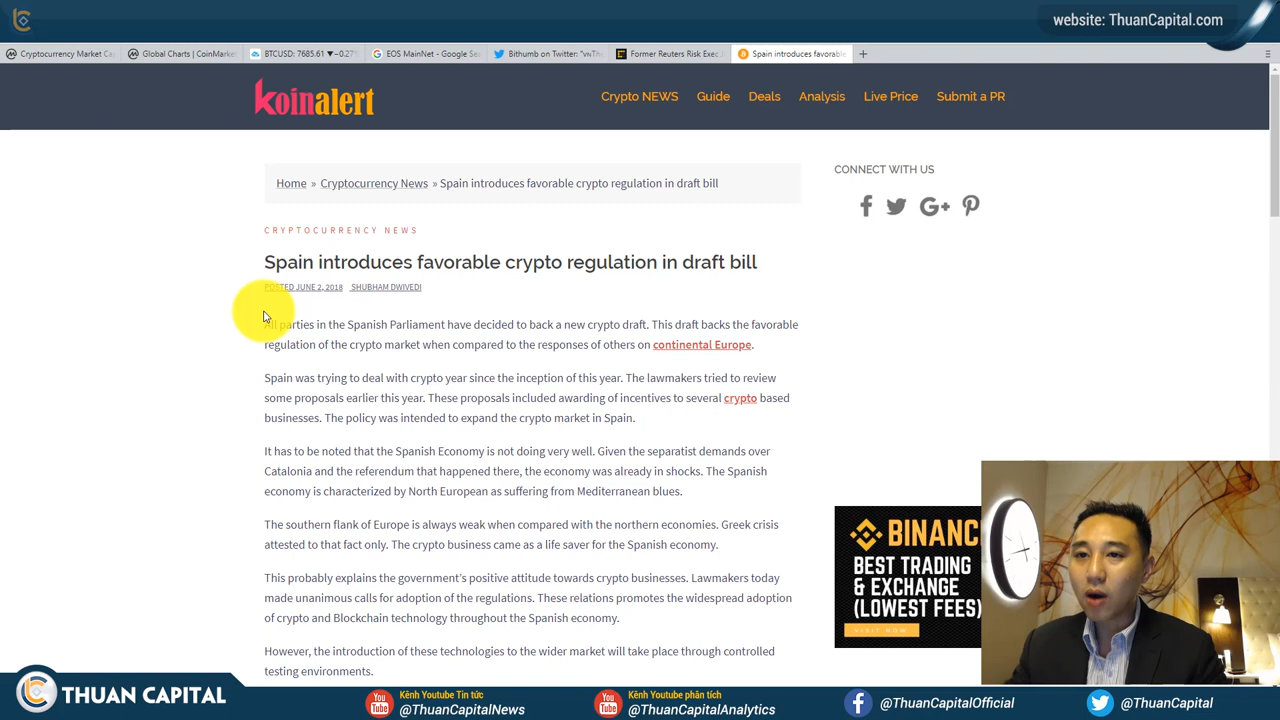 website: ThuanCapital.com
Cryptocurrency Market Ca
Global Charts | CoinMarke
BTCUSD: 7685.61 ▼−0.27
EOS MainNet - Google Se
Bithumb on Twitter:
Former Reuters Risk Exec
Spain introduces favorable
koinalert
Crypto NEWS
Guide
Deals
Analysis
Live Price
Submit a PR
Home » Cryptocurrency News » Spain introduces favorable crypto regulation in draft bill
CONNECT WITH US
CRYPTOCURRENCY NEWS
Spain introduces favorable crypto regulation in draft bill
POSTED JUNE 2, 2018 SHUBHAM DWIVEDI
All parties in the Spanish Parliament have decided to back a new crypto draft. This draft backs the favorable
regulation of the crypto market when compared to the responses of others on continental Europe.
Spain was trying to deal with crypto year since the inception of this year. The lawmakers tried to review
some proposals earlier this year. These proposals included awarding of incentives to several crypto based
businesses. The policy was intended to expand the crypto market in Spain.
It has to be noted that the Spanish Economy is not doing very well. Given the separatist demands over
Catalonia and the referendum that happened there, the economy was already in shocks. The Spanish
economy is characterized by North European as suffering from Mediterranean blues.
The southern flank of Europe is always weak when compared with the northern economies. Greek crisis
attested to that fact only. The crypto business came as a life saver for the Spanish economy.
This probably explains the government's positive attitude towards crypto businesses. Lawmakers today
made unanimous calls for adoption of the regulations. These relations promotes the widespread adoption
of crypto and Blockchain technology throughout the Spanish economy.
However, the introduction of these technologies to the wider market will take place through controlled
testing environments.
BINANC
BEST TRADING
& EXCHANGE
(LOWEST FEES)
VISIT NOW
THUAN CAPITAL
You Tube
Kênh Youtube Tin tức
@ThuanCapitalNews
You Tube
Kênh Youtube phân tích
@ThuanCapitalAnalytics
@ThuanCapitalOfficial
@ThuanCapital